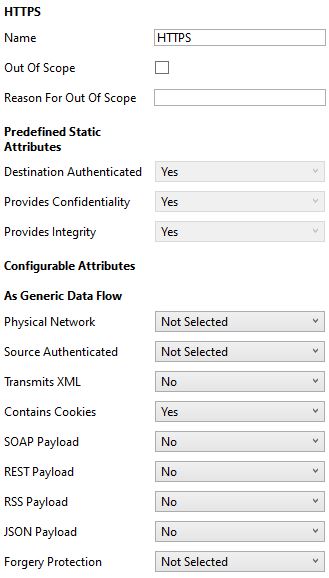 HTTPS
Name HTTPS
Out Of Scope
Reason For Out Of Scope
Predefined Static
Attributes
Destination Authenticated Yes
Provides Confidentiality Yes
Provides Integrity Yes
Configurable Attributes
As Generic Data Flow
Physical Network Not Selected
Source Authenticated Not Selected
Transmits XML No
Contains Cookies Yes
SOAP Payload No
REST Payload No
RSS Payload No
JSON Payload No
Forgery Protection Not Selected